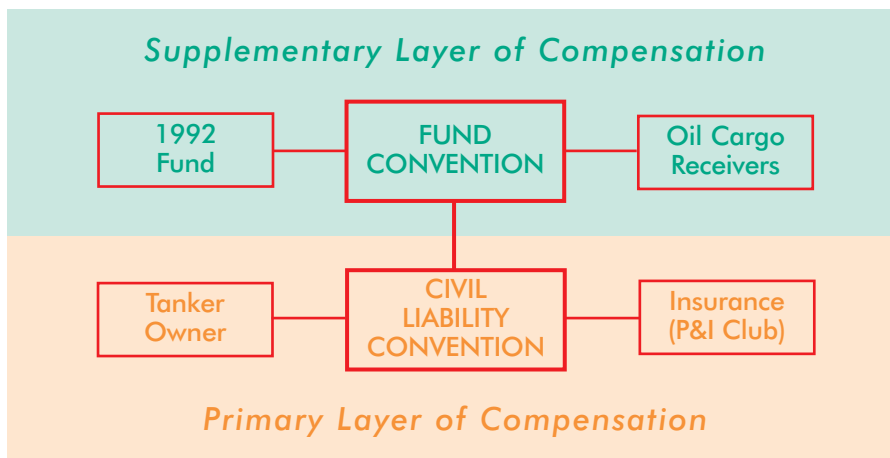 Supplementary Layer of Compensation
1992
Fund
FUND
CONVENTION
Oil Cargo
Receivers
Tanker
Owner
CIVIL
LIABILITY
CONVENTION
Insurance
(P&I Club)
Primary Layer of Compensation